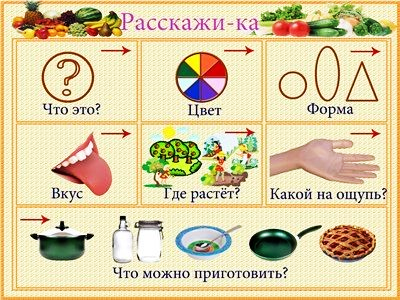 Расскажи-ка
Что это?
Цвет
Форма
Вкус
Где растёт?
Какой на ощупь?
Что можно приготовить?